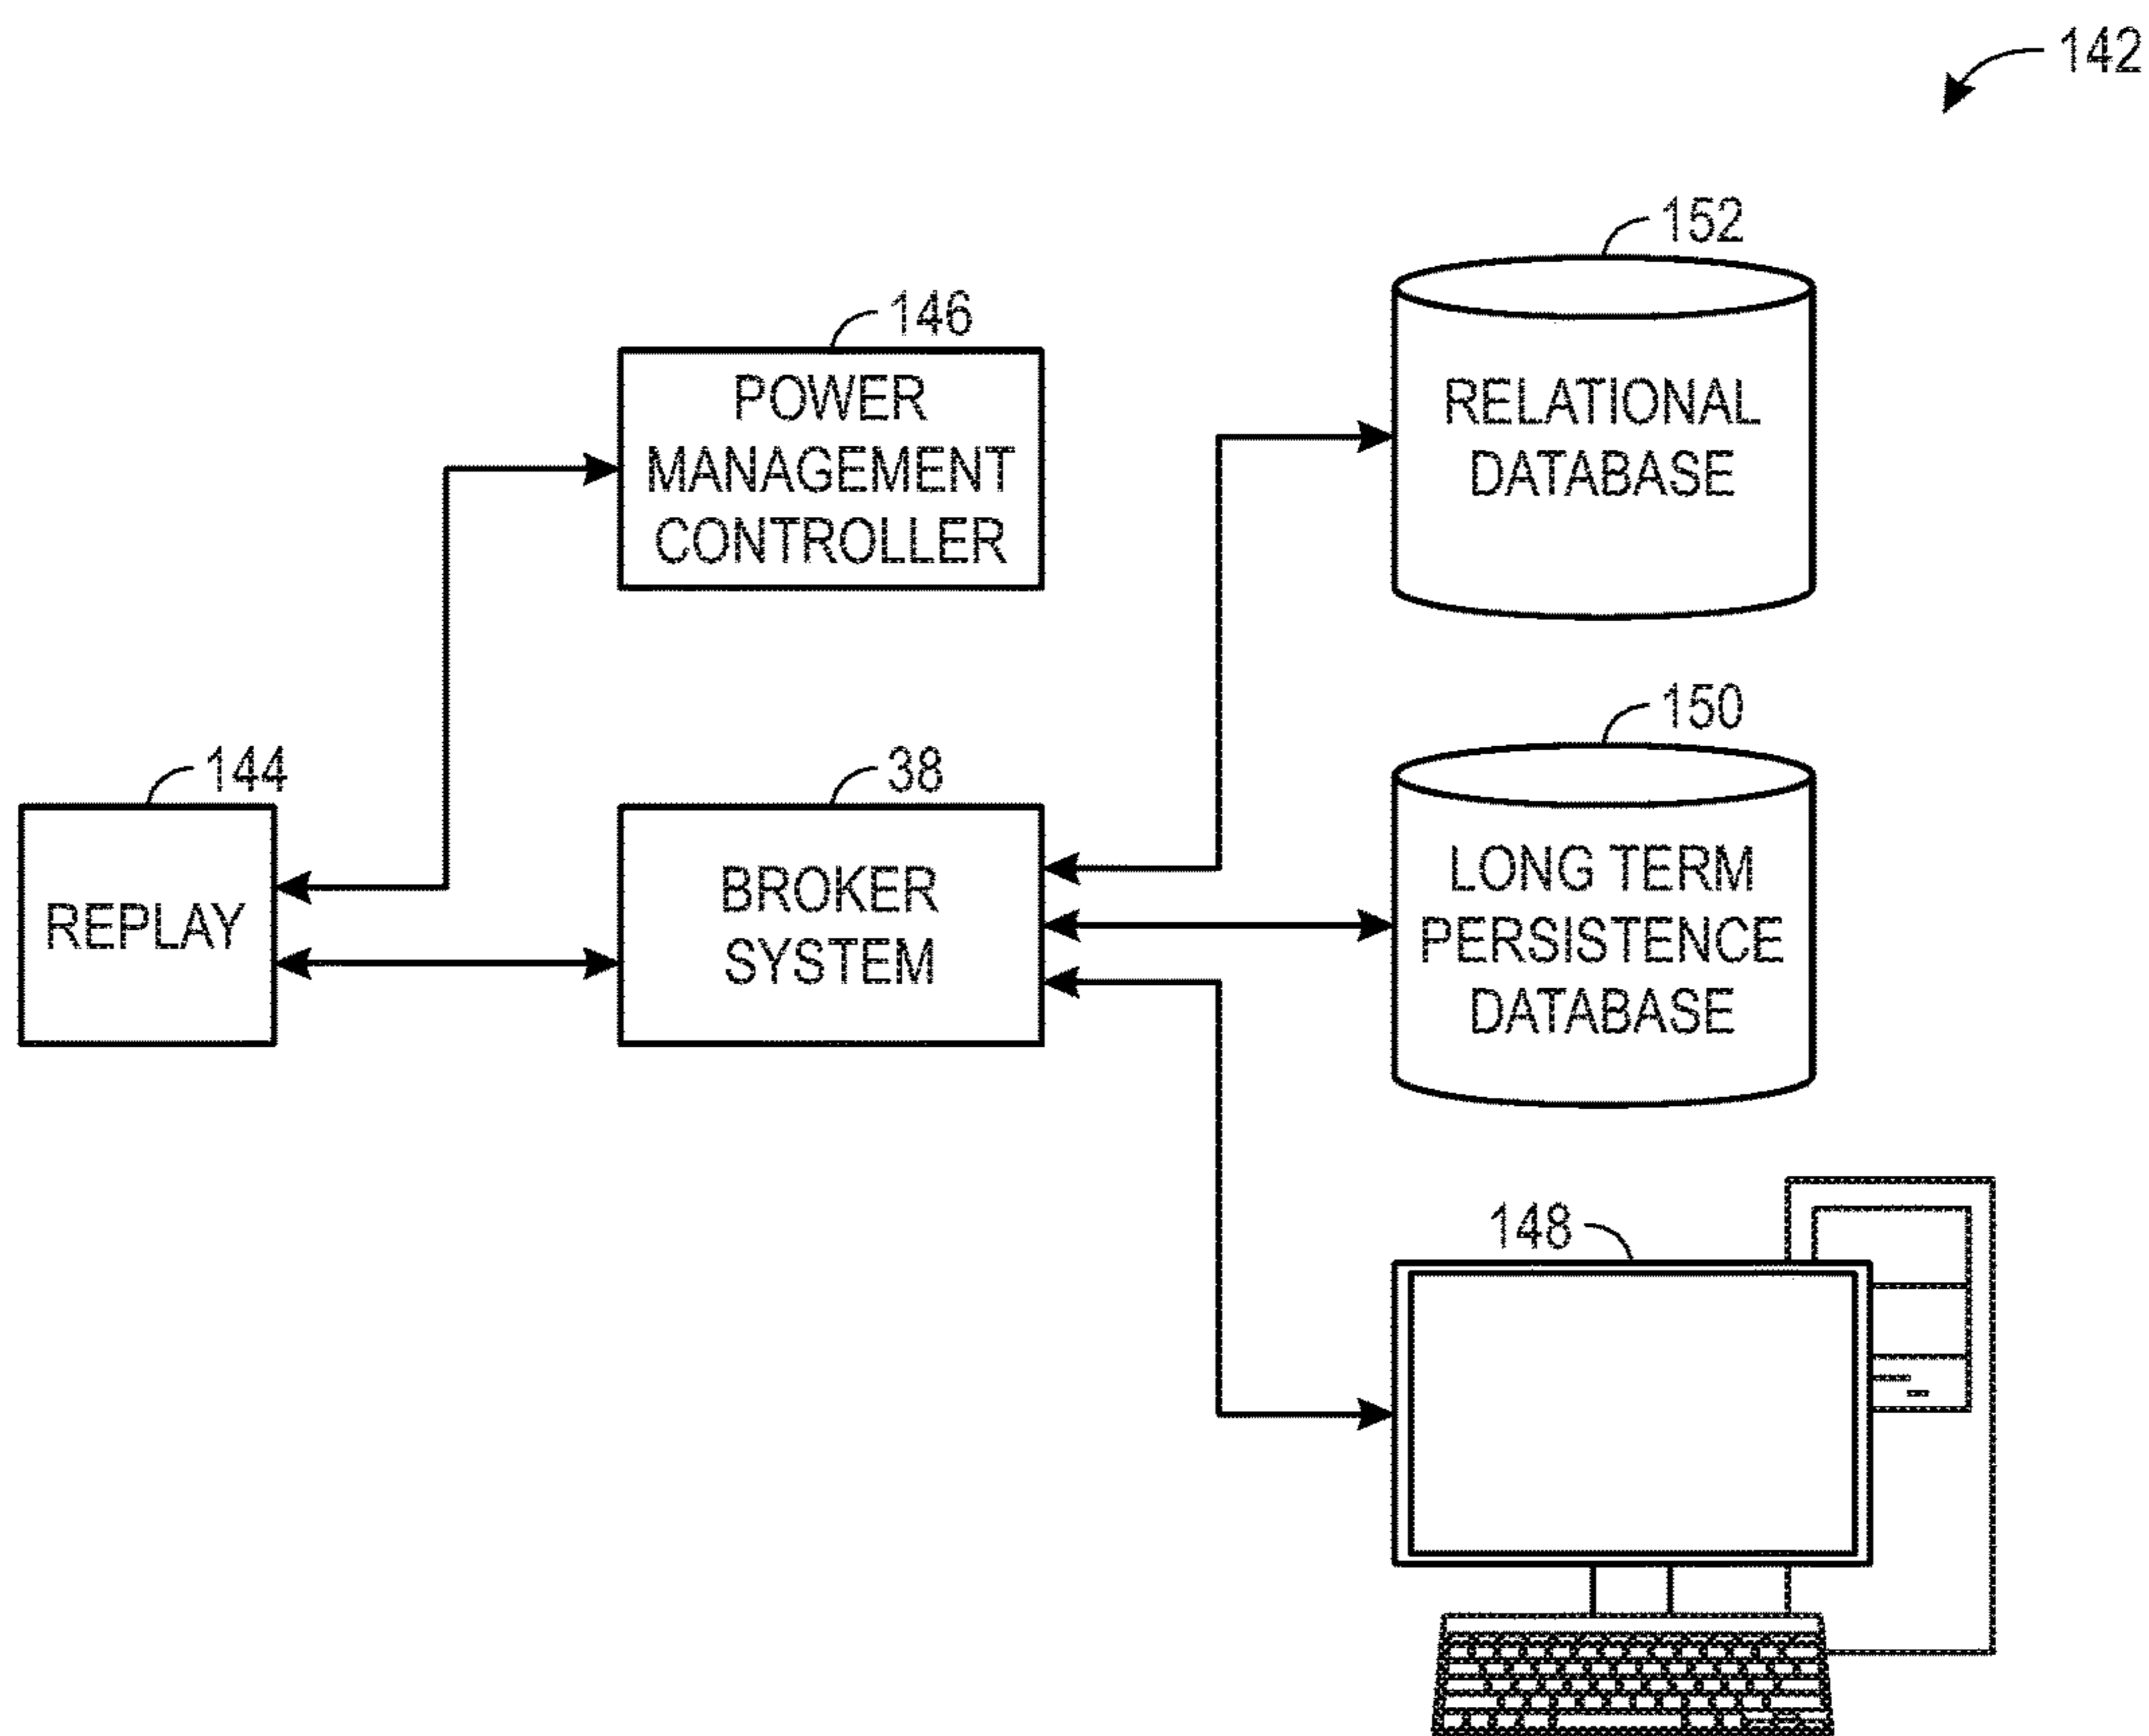 142
152
146
POWER
MANAGEMENT
CONTROLLER
RELATIONAL
DATABASE
150
144
38
REPLAY
BROKER
SYSTEM
LONG TERM
PERSISTENCE
DATABASE
148